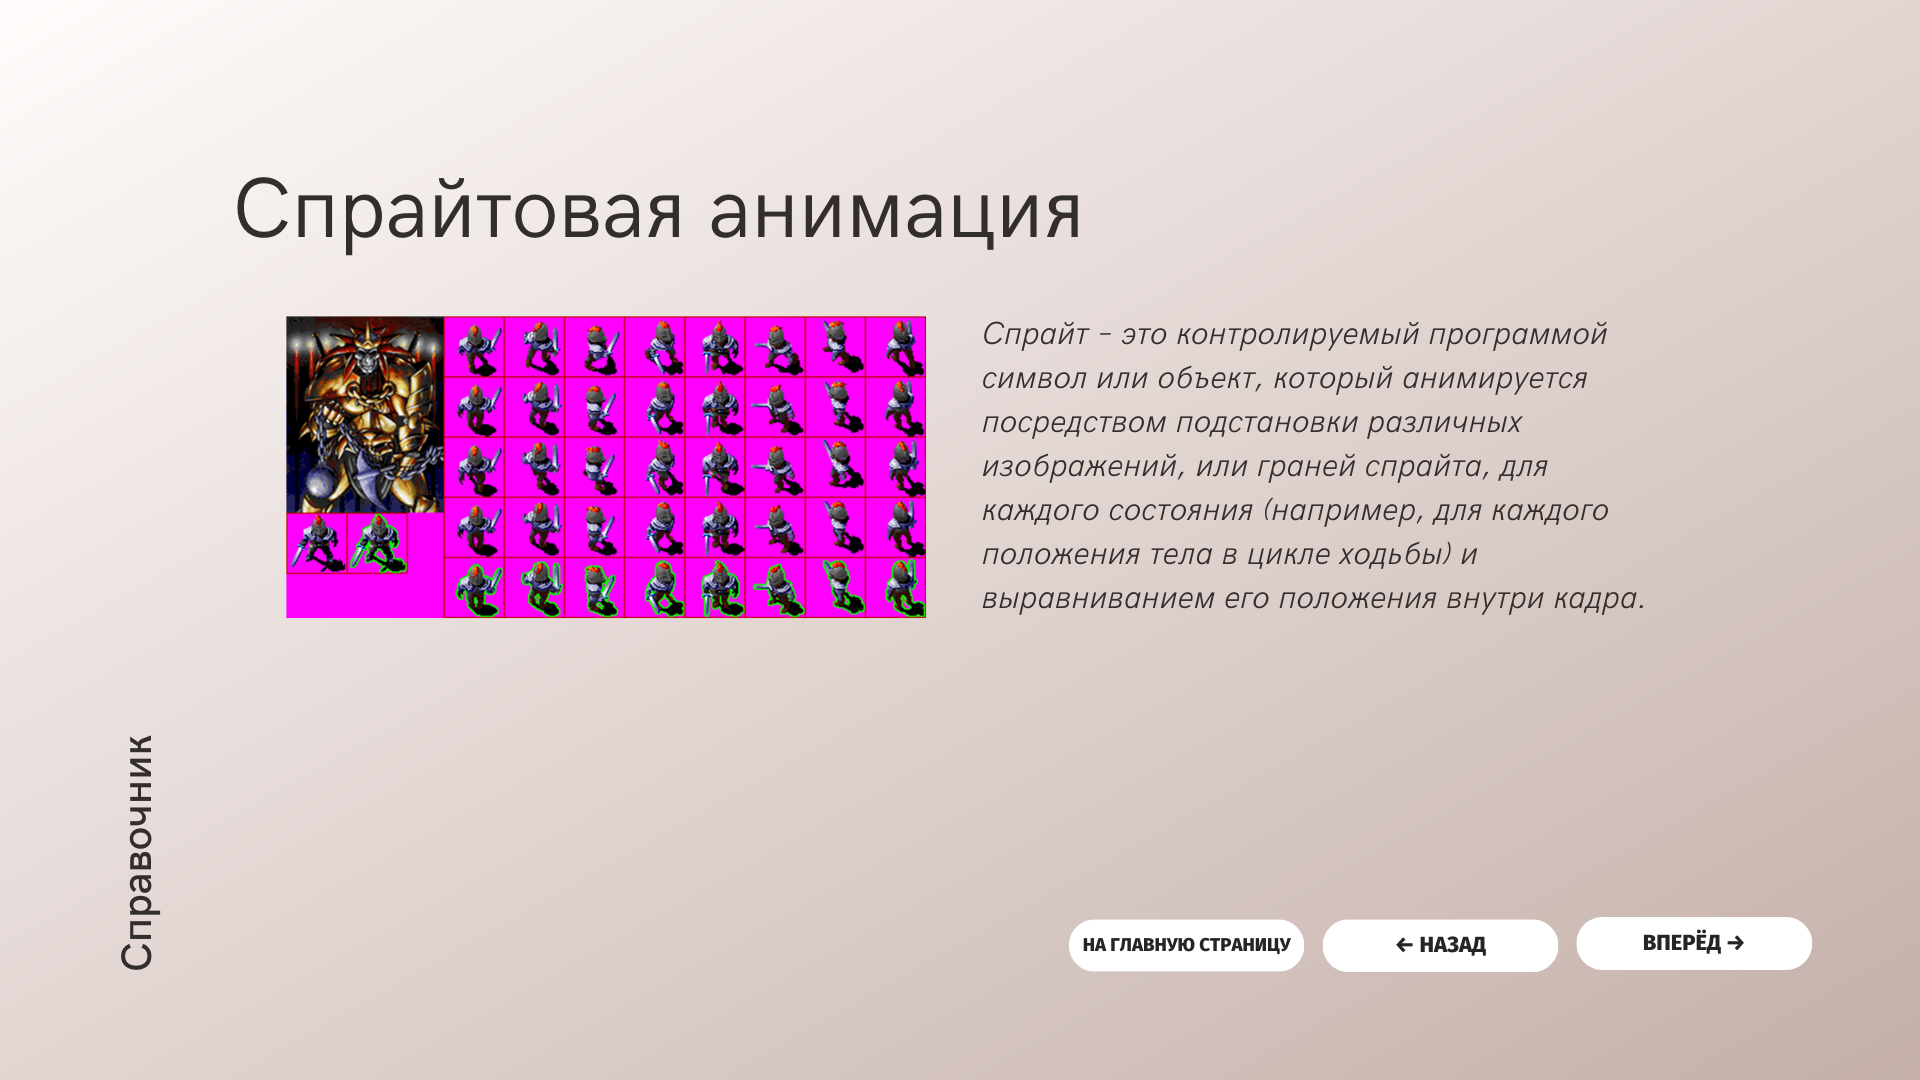 Спрайтовая анимация
Спрайт – это контролируемый программой
символ или объект, который анимируется
посредством подстановки различных
изображений, или граней спрайта, для
каждого состояния (например, для каждого
положения тела в цикле ходьбы) и
выравниванием его положения внутри кадра.
Справочник
НА ГЛАВНУЮ СТРАНИЦУ
← НАЗАД
ВПЕРЁД →